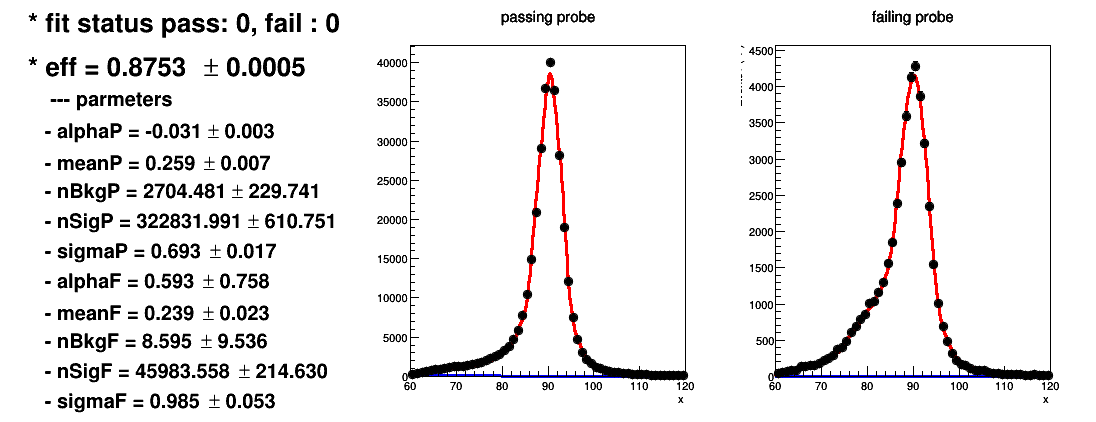 * fit status pass: 0, fail : 0
* eff = 0.8753 ± 0.0005
--- parmeters
- alphaP = -0.031 ± 0.003
- meanP = 0.259 ± 0.007
- nBkgP = 2704.481 ± 229.741
- nSigP = 322831.991 ± 610.751
- sigmaP = 0.693 ± 0.017
- alphaF = 0.593 ± 0.758
- meanF = 0.239 ± 0.023
- nBkgF = 8.595 ± 9.536
- nSigF = 45983.558 ± 214.630
- sigmaF = 0.985 ± 0.053
passing probe
40000
35000
30000
25000
20000
15000
10000
5000
0
60 70 80 90 100 110 120
x
failing probe
4500
4000
3500
3000
2500
2000
1500
1000
500
0
60 70 80 90 100 110 120
x